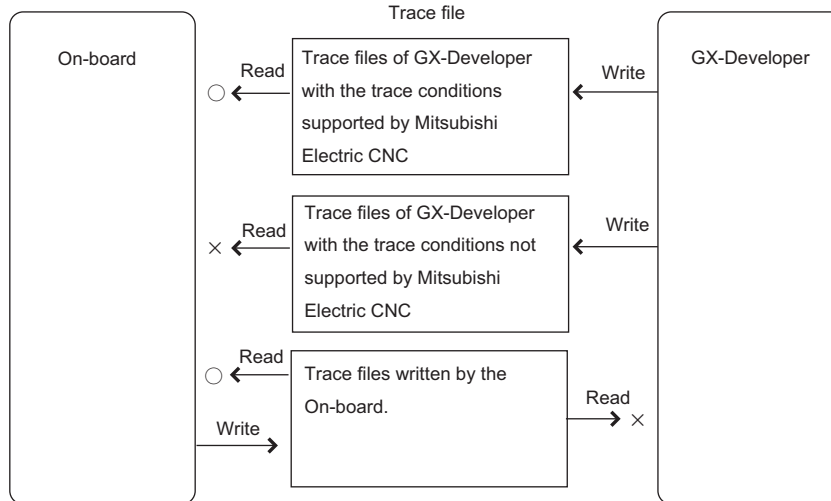 Trace file
On-board
GX-Developer
Trace files of GX-Developer
with the trace conditions
supported by Mitsubishi
Electric CNC
Read
Write
○
Trace files of GX-Developer
with the trace conditions not
supported by Mitsubishi
Electric CNC
Read
Write
×
Read
○
Trace files written by the
On-board.
Read
×
Write